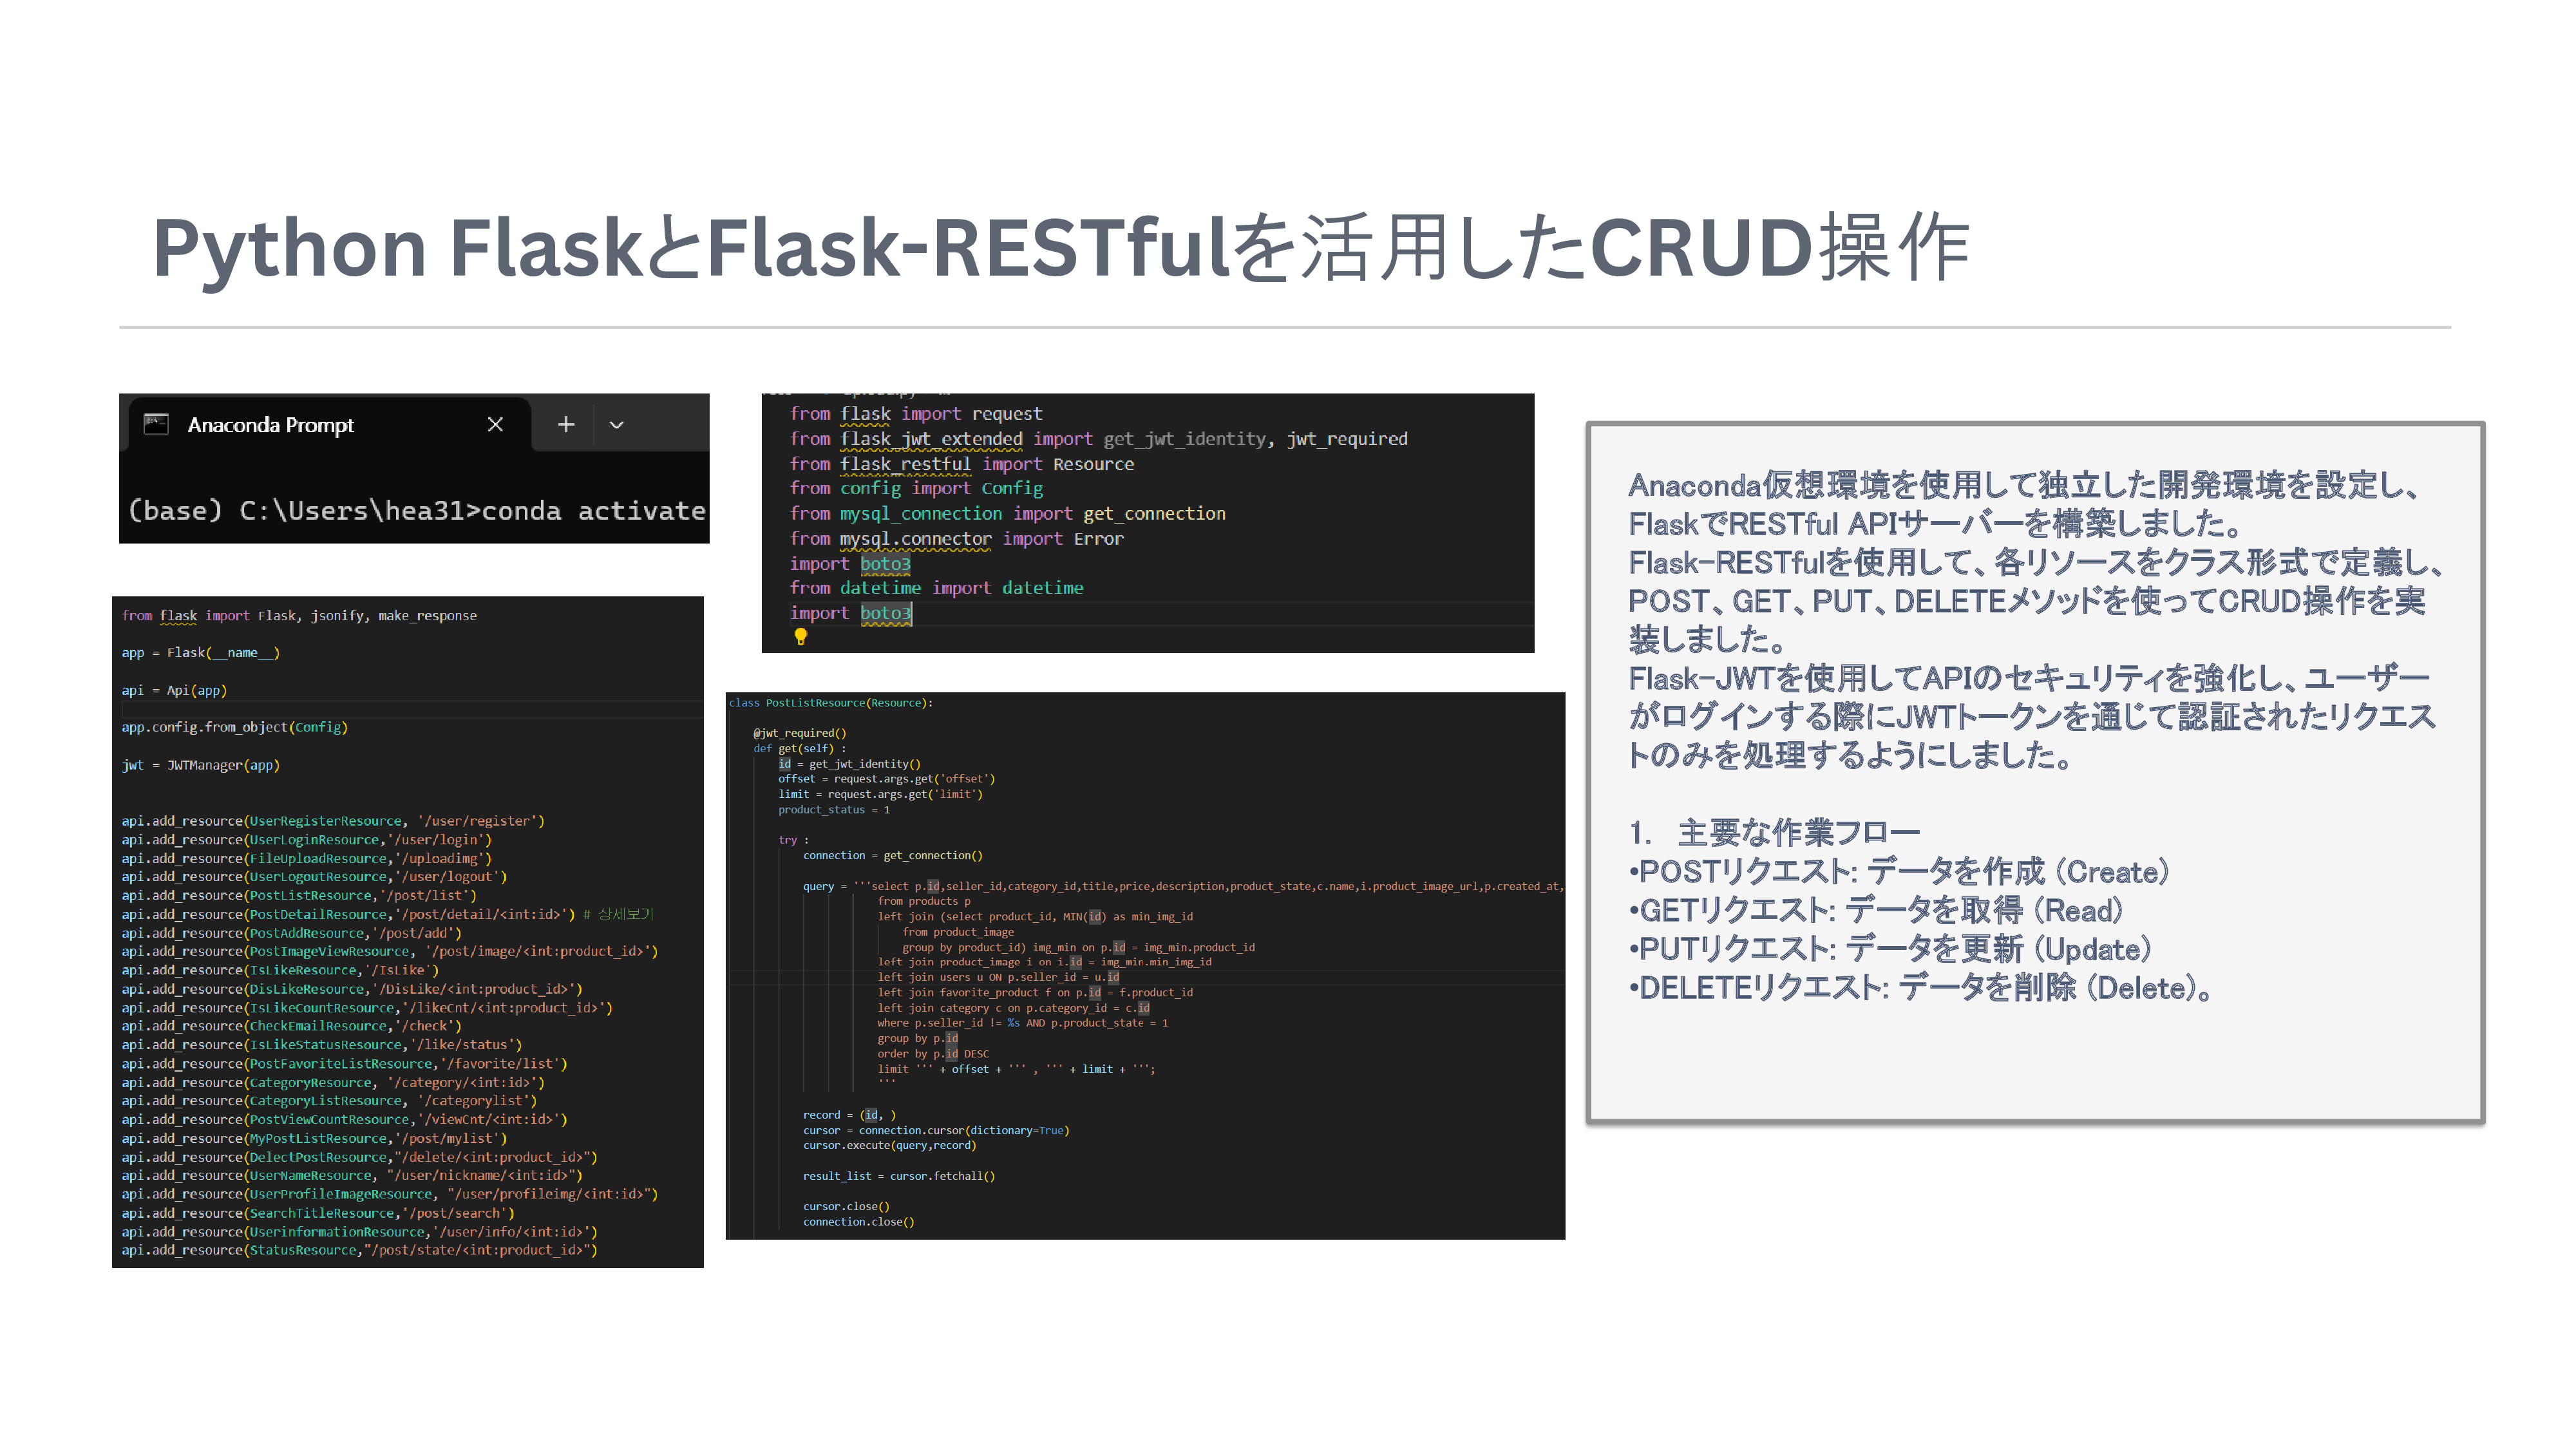 Python FlaskとFlask-RESTfulを活用したCRUD操作
Anaconda Prompt
(base) C:\Users\hea31>conda activate
from flask import Flask, jsonify, make_response
app = Flask(__name__)
api = Api(app)
app.config.from_object(Config)
jwt = JWTManager(app)
api.add_resource(UserRegisterResource, '/user/register')
api.add_resource(UserLoginResource,'/user/login')
api.add_resource(FileUploadResource,'/uploadimg')
api.add_resource(UserLogoutResource,'/user/logout')
api.add_resource(PostListResource,'/post/list')
api.add_resource(PostDetailResource,'/post/detail/<int:id>') # 상세보기
api.add_resource(PostAddResource,'/post/add')
api.add_resource(PostImageViewResource, '/post/image/<int:product_id>')
api.add_resource(IsLikeResource,'/IsLike')
api.add_resource(DisLikeResource,'/DisLike/<int:product_id>')
api.add_resource(IsLikeCountResource,'/likeCnt/<int:product_id>')
api.add_resource(CheckEmailResource,'/check')
api.add_resource(IsLikeStatusResource,'/like/status')
api.add_resource(PostFavoriteListResource,'/favorite/list')
api.add_resource(CategoryResource, '/category/<int:id>')
api.add_resource(CategoryListResource, '/categorylist')
api.add_resource(PostViewCountResource,'/viewCnt/<int:id>')
api.add_resource(MyPostListResource,'/post/mylist')
api.add_resource(DelectPostResource,"/delete/<int:product_id>")
api.add_resource(UserNameResource, "/user/nickname/<int:id>")
api.add_resource(UserProfileImageResource, "/user/profileimg/<int:id>")
api.add_resource(SearchTitleResource,'/post/search')
api.add_resource(UserinformationResource,'/user/info/<int:id>')
api.add_resource(StatusResource,"/post/state/<int:product_id>")
from flask import request
from flask_jwt_extended import get_jwt_identity, jwt_required
from flask_restful import Resource
from config import Config
from mysql_connection import get_connection
from mysql.connector import Error
import boto3
from datetime import datetime
import boto3
class PostListResource(Resource):
@jwt_required()
def get(self) :
id = get_jwt_identity()
offset = request.args.get('offset')
limit = request.args.get('limit')
product_status = 1
try :
connection = get_connection()
query = '''select p.id,seller_id,category_id,title,price,description,product_state,c.name,i.product_image_url,p.created_at,
from products p
left join (select product_id, MIN(id) as min_img_id
from product_image
group by product_id) img_min on p.id = img_min.product_id
left join product_image i on i.id = img_min.min_img_id
left join users u ON p.seller_id = u.id
left join favorite_product f on p.id = f.product_id
left join category c on p.category_id = c.id
where p.seller_id != %s AND p.product_state = 1
group by p.id
order by p.id DESC
limit ''' + offset + ''' , ''' + limit + ''';
'''
record = (id, )
cursor = connection.cursor(dictionary=True)
cursor.execute(query,record)
result_list = cursor.fetchall()
cursor.close()
connection.close()
Anaconda仮想環境を使用して独立した開発環境を設定し、
FlaskでRESTful APIサーバーを構築しました。
Flask-RESTfulを使用して、各リソースをクラス形式で定義し、
POST、GET、PUT、DELETEメソッドを使ってCRUD操作を実
装しました。
Flask-JWTを使用してAPIのセキュリティを強化し、ユーザー
がログインする際にJWTトークンを通じて認証されたリクエス
トのみを処理するようにしました。
1. 主要な作業フロー
•POSTリクエスト: データを作成 (Create)
•GETリクエスト: データを取得 (Read)
•PUTリクエスト: データを更新 (Update)
•DELETEリクエスト: データを削除 (Delete)。